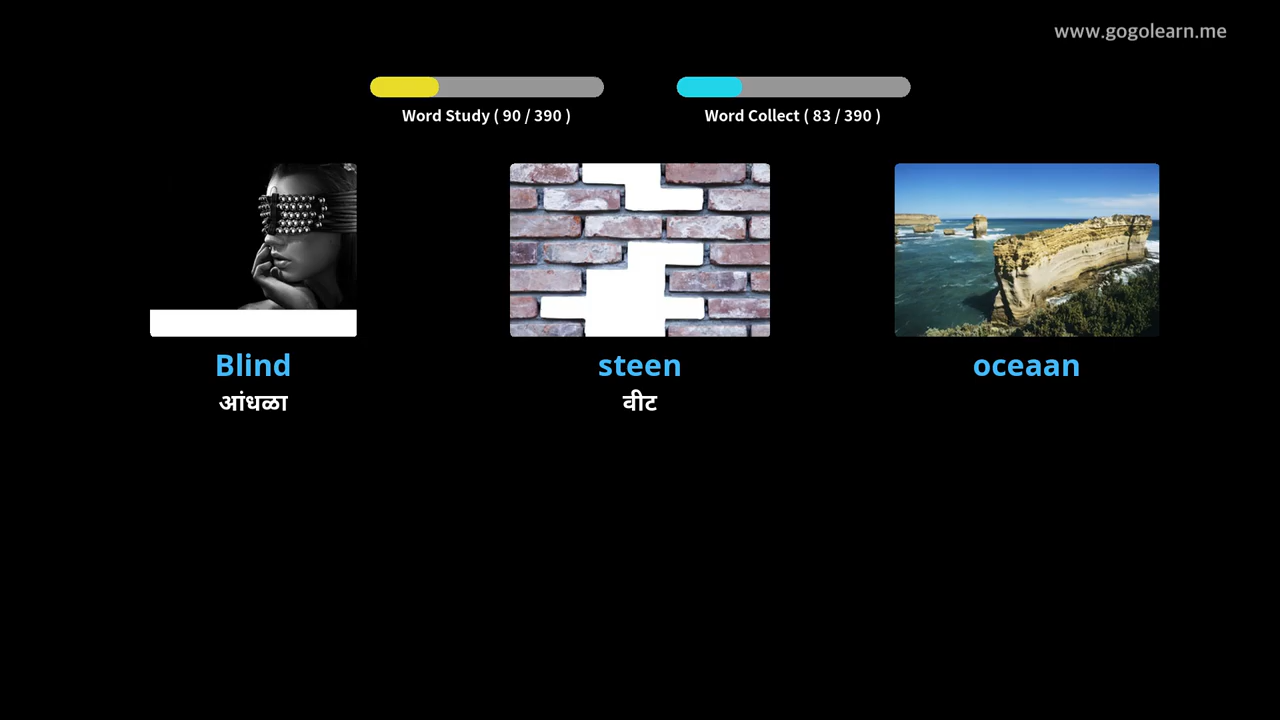 www.gogolearn.me
Word Study ( 90 / 390 )
Word Collect ( 83 / 390 )
Blind
steen
oceaan
आंधळा
वीट